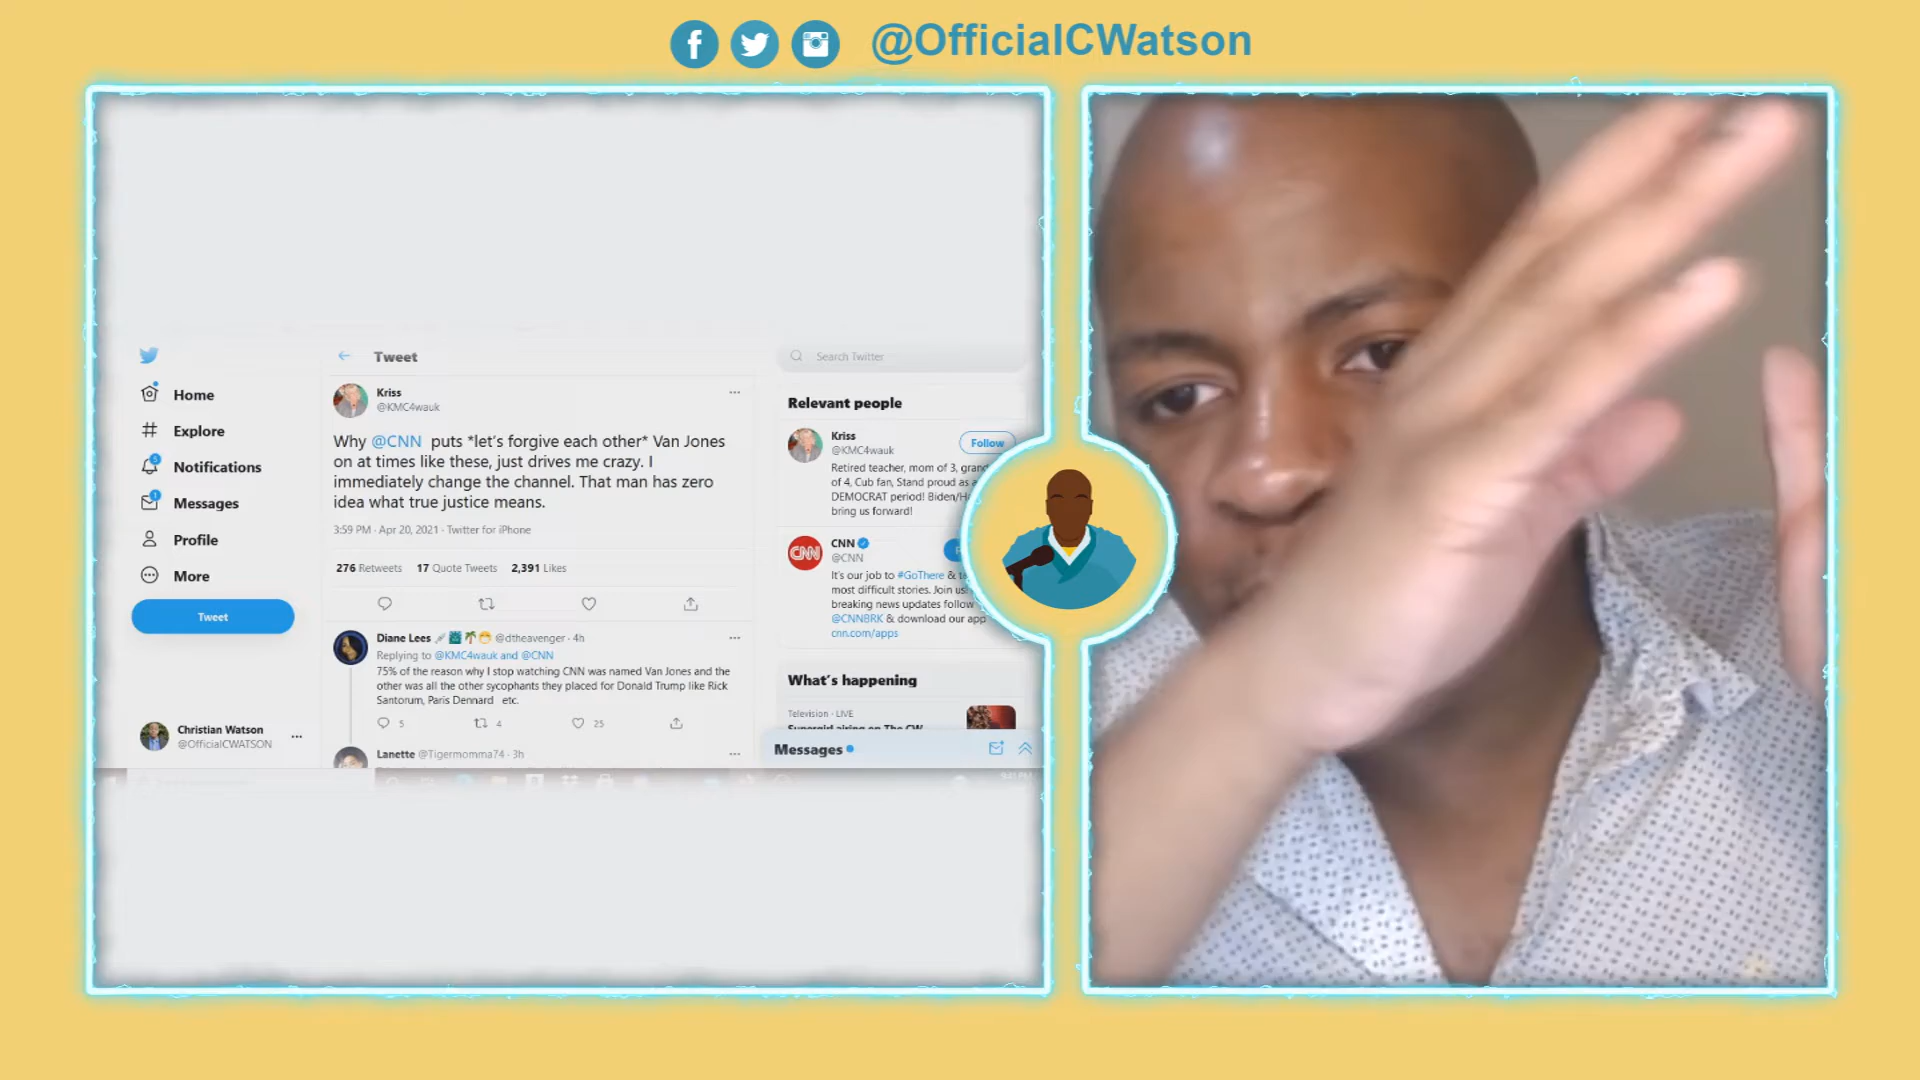 @OfficialCWatson
Home
Explore
Notifications
Messages
Profile
More
Tweet
Christian Watson
@OfficialCWATSON
Tweet
Kriss
@KMC4wauk
Why @CNN puts *let's forgive each other* Van Jones
on at times like these, just drives me crazy. I
immediately change the channel. That man has zero
idea what true justice means.
3:59 PM · Apr 20, 2021 · Twitter for iPhone
276 Retweets 17 Quote Tweets 2,391 Likes
Diane Lees @dtheavenger · 4h
Replying to @KMC4wauk and @CNN
75% of the reason why I stop watching CNN was named Van Jones and the
other was all the other sycophants they placed for Donald Trump like Rick
Santorum, Paris Dennard etc.
5 4 25
Lanette @Tigermomma74 · 3h
Search Twitter
Relevant people
Kriss
@KMC4wauk
Follow
Retired teacher, mom of 3,
of 4, Cub fan, Stand proud as
DEMOCRAT period!
bring us forward!
CNN
CNN
@CNN
It's our job to #GoThere &
most difficult stories. Join us!
breaking news updates follow
@CNNBRK & download our app
cnn.com/apps
What's happening
Television · LIVE
Supergirl airing on The CW
Messages